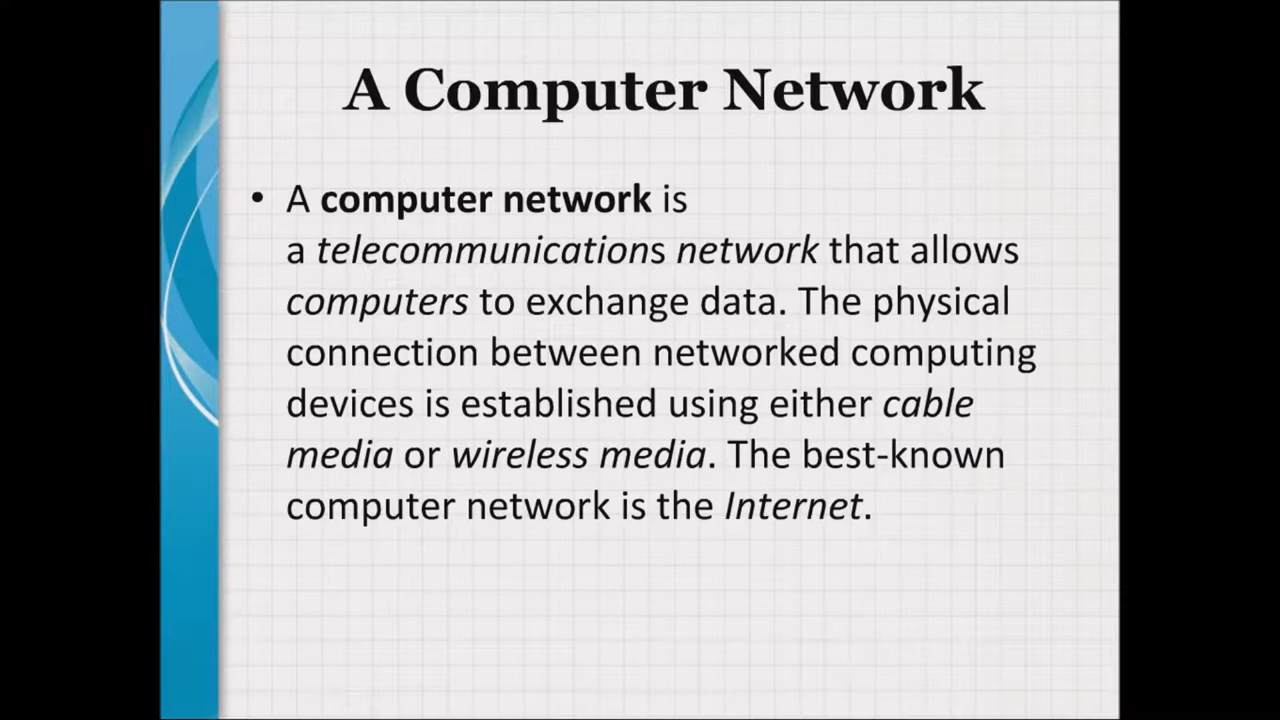 A Computer Network
• A computer network is
a telecommunications network that allows
computers to exchange data. The physical
connection between networked computing
devices is established using either cable
media or wireless media. The best-known
computer network is the Internet.